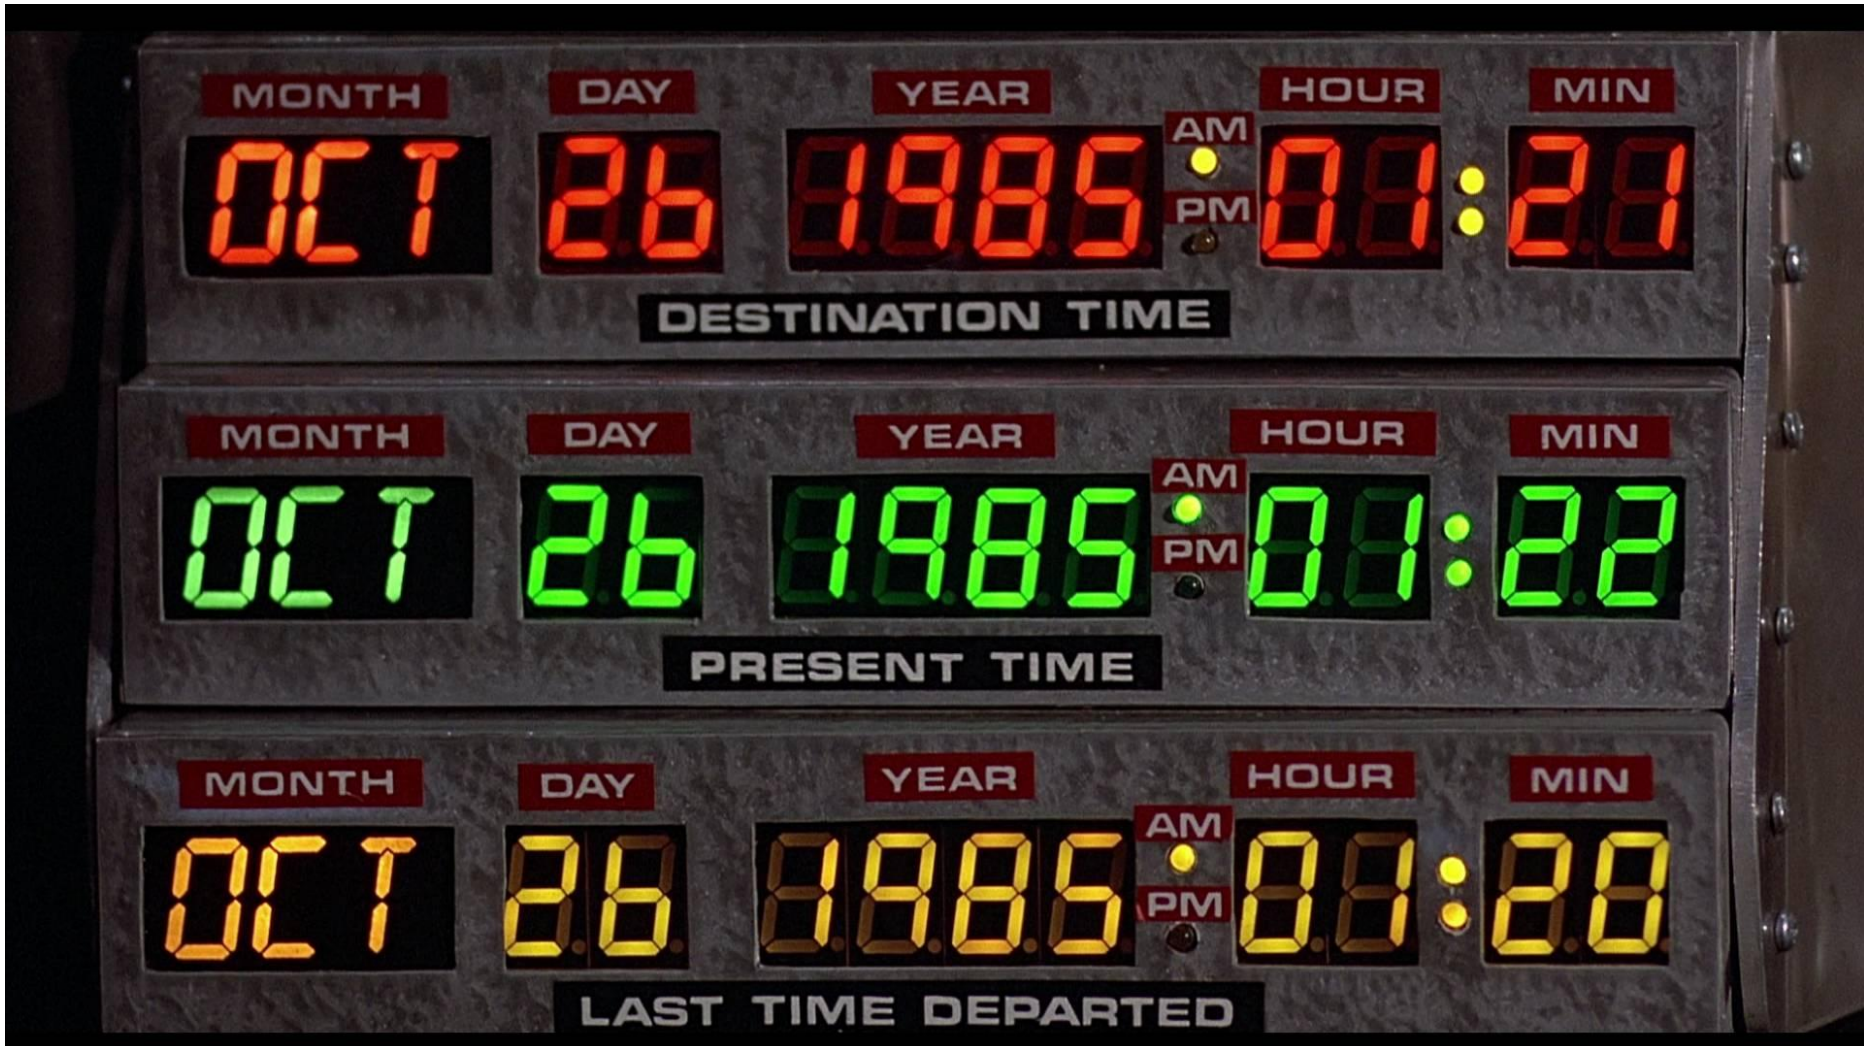 MONTH DAY YEAR HOUR MIN
AM
OCT 26 1985 01:21
PM
DESTINATION TIME
MONTH DAY YEAR HOUR MIN
AM
OCT 26 1985 01:22
PM
PRESENT TIME
MONTH DAY YEAR HOUR MIN
AM
OCT 26 1985 01:20
PM
LAST TIME DEPARTED